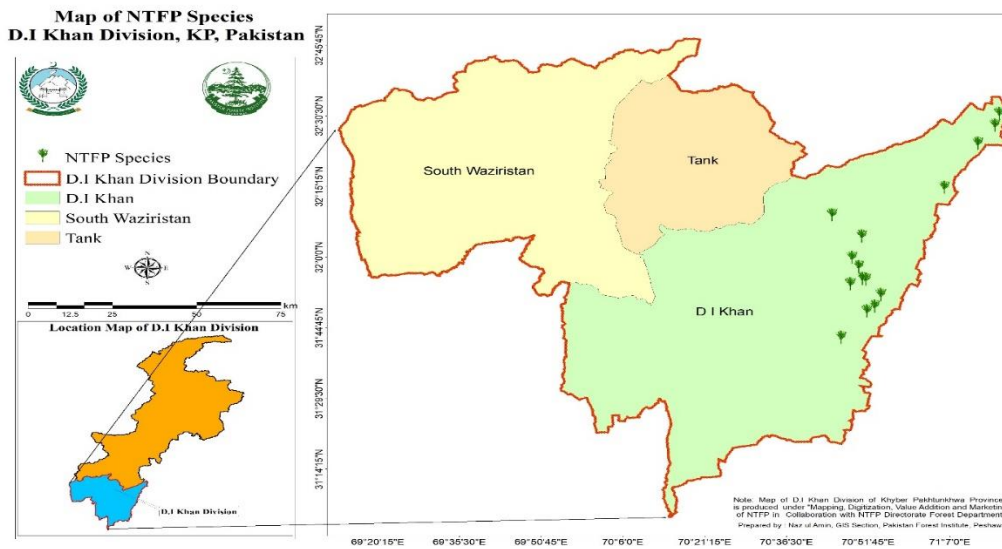 Map of NTFP Species
D.I Khan Division, KP, Pakistan
NTFP Species
D.I Khan Division Boundary
D.I Khan
South Waziristan
Tank
N
W E
S
km
0 12.5 25 50 75
Location Map of D.I Khan Division
D.I Khan Division
South Waziristan
Tank
D I Khan
32°45'45"N
32°30'30"N
32°15'15"N
32°0'0"N
31°44'45"N
31°29'30"N
31°14'15"N
69°20'15"E 69°35'30"E 69°50'45"E 70°6'0"E 70°21'15"E 70°36'30"E 70°51'45"E 71°7'0"E
Note: Map of D.I Khan Division of Khyber Pakhtunkhwa Province
is produced under "Mapping, Digitization, Value Addition and Marketin
of NTFP in Collaboration with NTFP Directorate Forest Department
Prepared by : Naz ul Amin, GIS Section, Pakistan Forest Institute, Peshaw